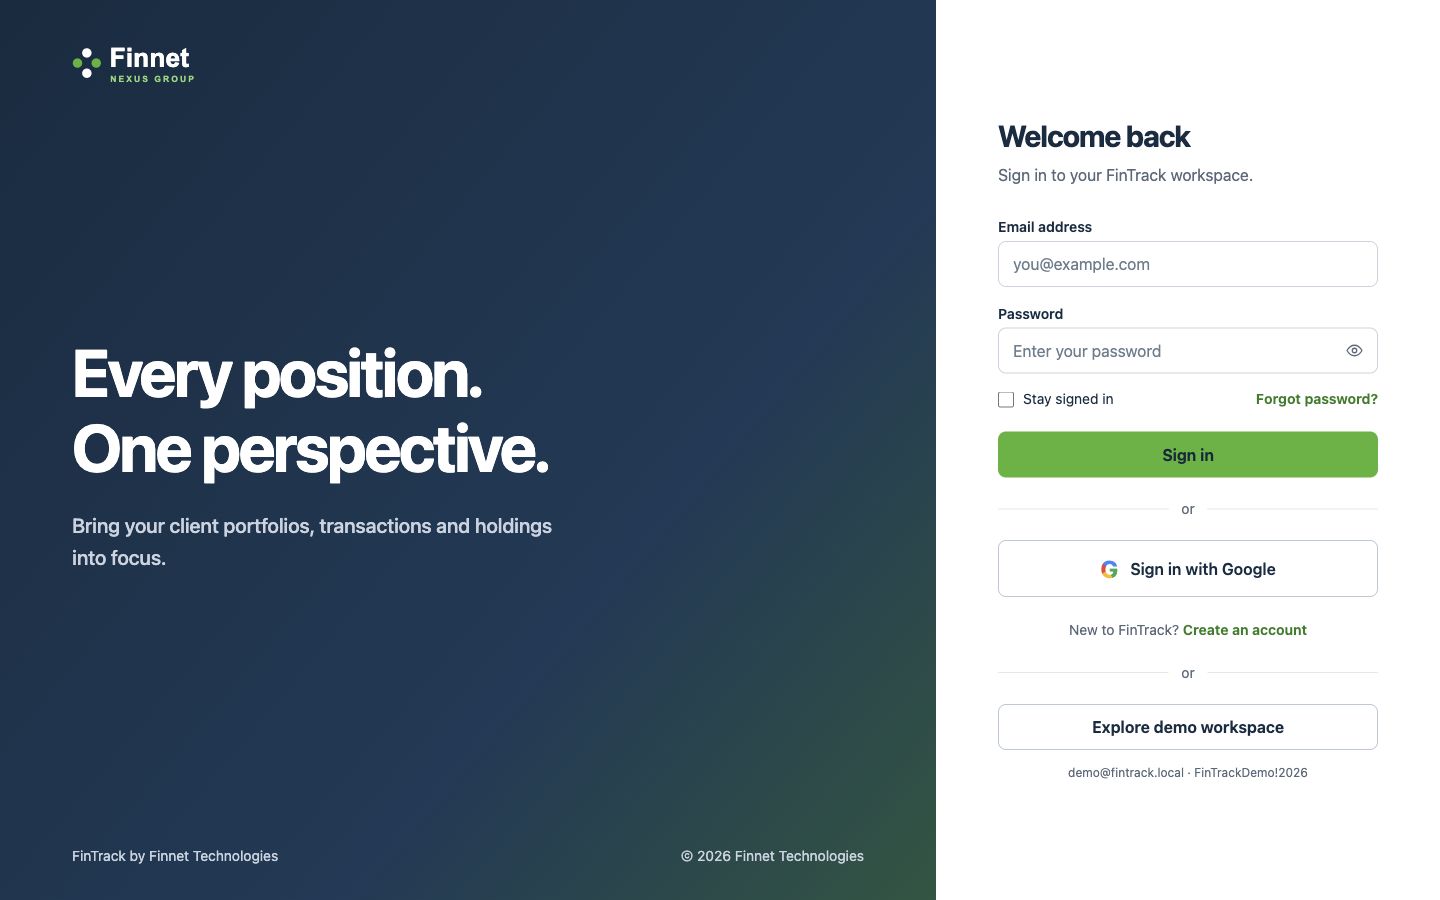 Finnet
NEXUS GROUP
Every position.
One perspective.
Bring your client portfolios, transactions and holdings
into focus.
FinTrack by Finnet Technologies
© 2026 Finnet Technologies
Welcome back
Sign in to your FinTrack workspace.
Email address
you@example.com
Password
Enter your password
Stay signed in
Forgot password?
Sign in
or
Sign in with Google
New to FinTrack? Create an account
or
Explore demo workspace
demo@fintrack.local · FinTrackDemo!2026